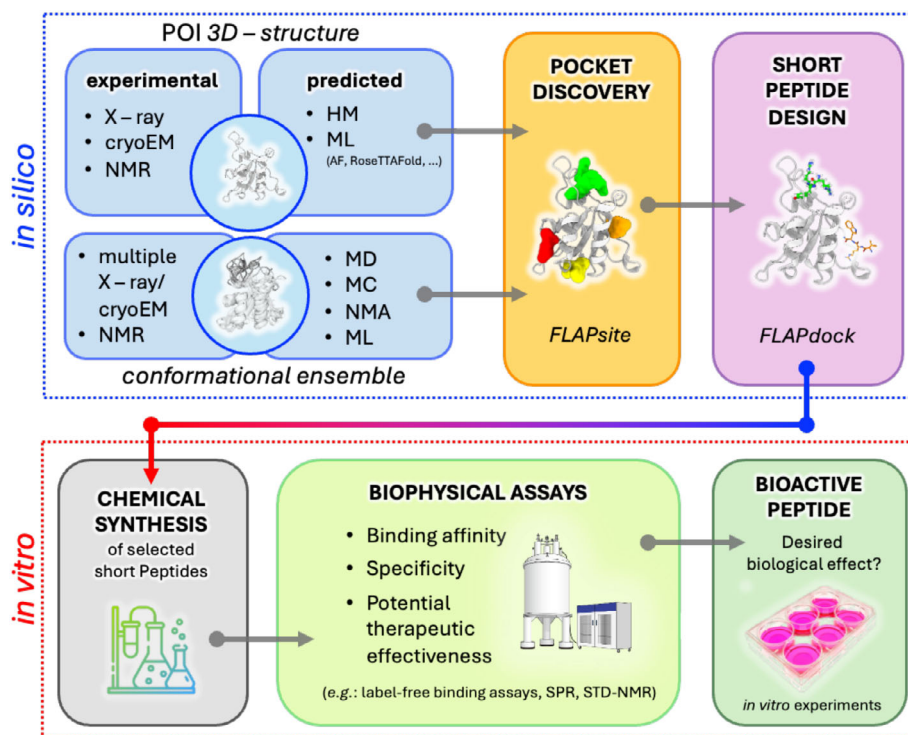 in silico
POI 3D – structure
experimental
• X – ray
• cryoEM
• NMR
predicted
• HM
• ML
(AF, RoseTTAFold, ...)
• multiple
X – ray/
cryoEM
• NMR
• MD
• MC
• NMA
• ML
conformational ensemble
POCKET
DISCOVERY
FLAPsite
SHORT
PEPTIDE
DESIGN
FLAPdock
in vitro
CHEMICAL
SYNTHESIS
of selected
short Peptides
BIOPHYSICAL ASSAYS
• Binding affinity
• Specificity
• Potential
therapeutic
effectiveness
(e.g.: label-free binding assays, SPR, STD-NMR)
BIOACTIVE
PEPTIDE
Desired
biological effect?
in vitro experiments